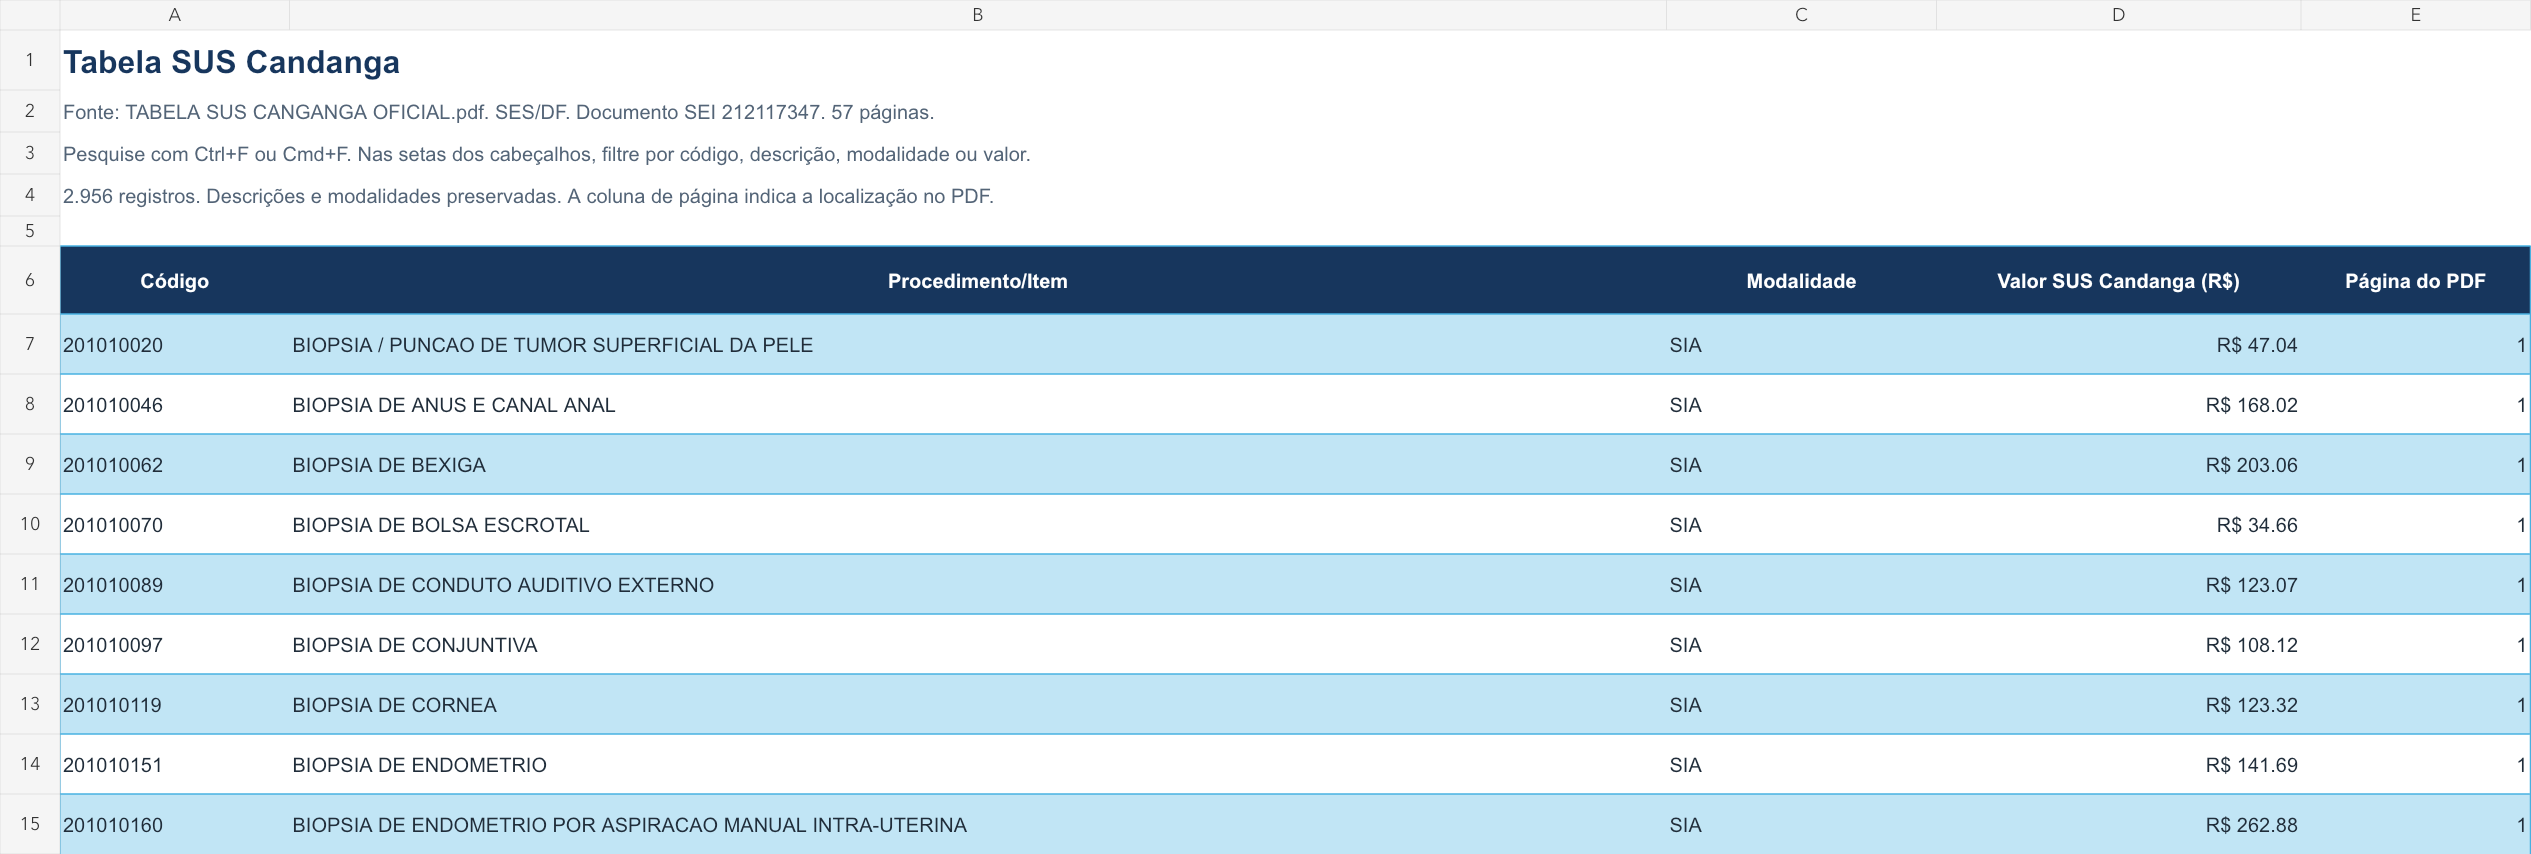 A B C D E
1 Tabela SUS Candanga
2 Fonte: TABELA SUS CANGANGA OFICIAL.pdf. SES/DF. Documento SEI 212117347. 57 páginas.
3 Pesquise com Ctrl+F ou Cmd+F. Nas setas dos cabeçalhos, filtre por código, descrição, modalidade ou valor.
4 2.956 registros. Descrições e modalidades preservadas. A coluna de página indica a localização no PDF.
5
6 Código Procedimento/Item Modalidade Valor SUS Candanga (R$) Página do PDF
7 201010020 BIOPSIA / PUNCAO DE TUMOR SUPERFICIAL DA PELE SIA R$ 47.04 1
8 201010046 BIOPSIA DE ANUS E CANAL ANAL SIA R$ 168.02 1
9 201010062 BIOPSIA DE BEXIGA SIA R$ 203.06 1
10 201010070 BIOPSIA DE BOLSA ESCROTAL SIA R$ 34.66 1
11 201010089 BIOPSIA DE CONDUTO AUDITIVO EXTERNO SIA R$ 123.07 1
12 201010097 BIOPSIA DE CONJUNTIVA SIA R$ 108.12 1
13 201010119 BIOPSIA DE CORNEA SIA R$ 123.32 1
14 201010151 BIOPSIA DE ENDOMETRIO SIA R$ 141.69 1
15 201010160 BIOPSIA DE ENDOMETRIO POR ASPIRACAO MANUAL INTRA-UTERINA SIA R$ 262.88 1